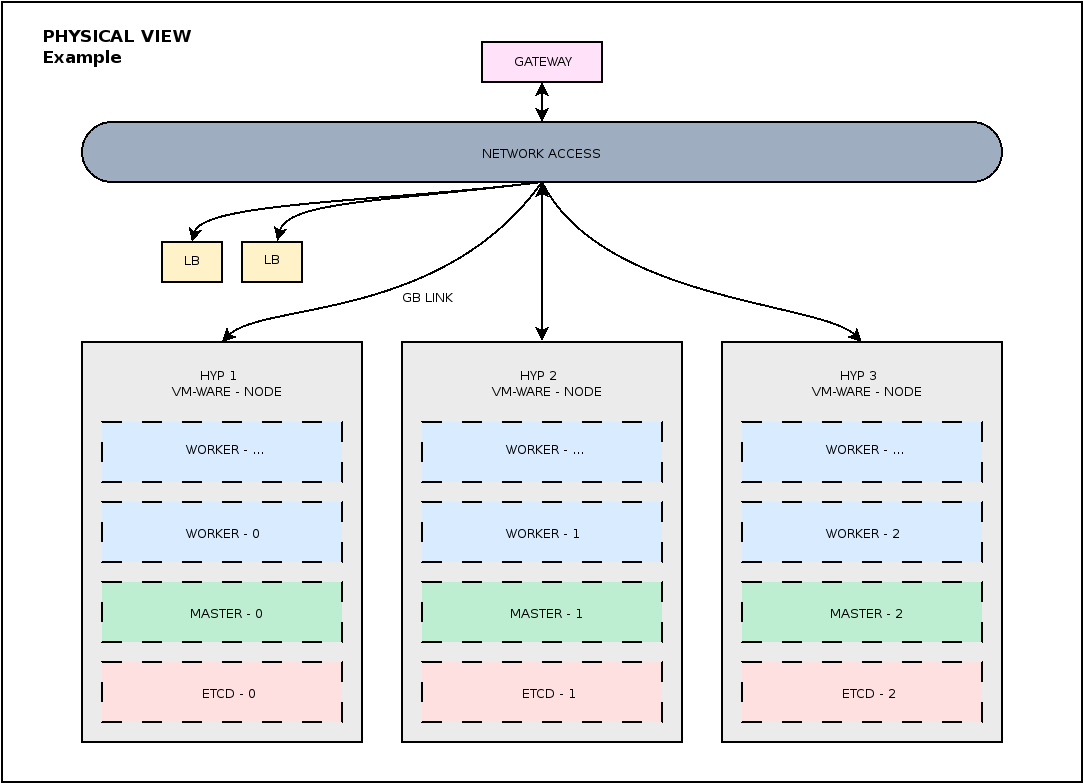 PHYSICAL VIEW
Example
GATEWAY
NETWORK ACCESS
LB
LB
GB LINK
HYP 1
VM-WARE - NODE
WORKER - ...
WORKER - 0
MASTER - 0
ETCD - 0
HYP 2
VM-WARE - NODE
WORKER - ...
WORKER - 1
MASTER - 1
ETCD - 1
HYP 3
VM-WARE - NODE
WORKER - ...
WORKER - 2
MASTER - 2
ETCD - 2